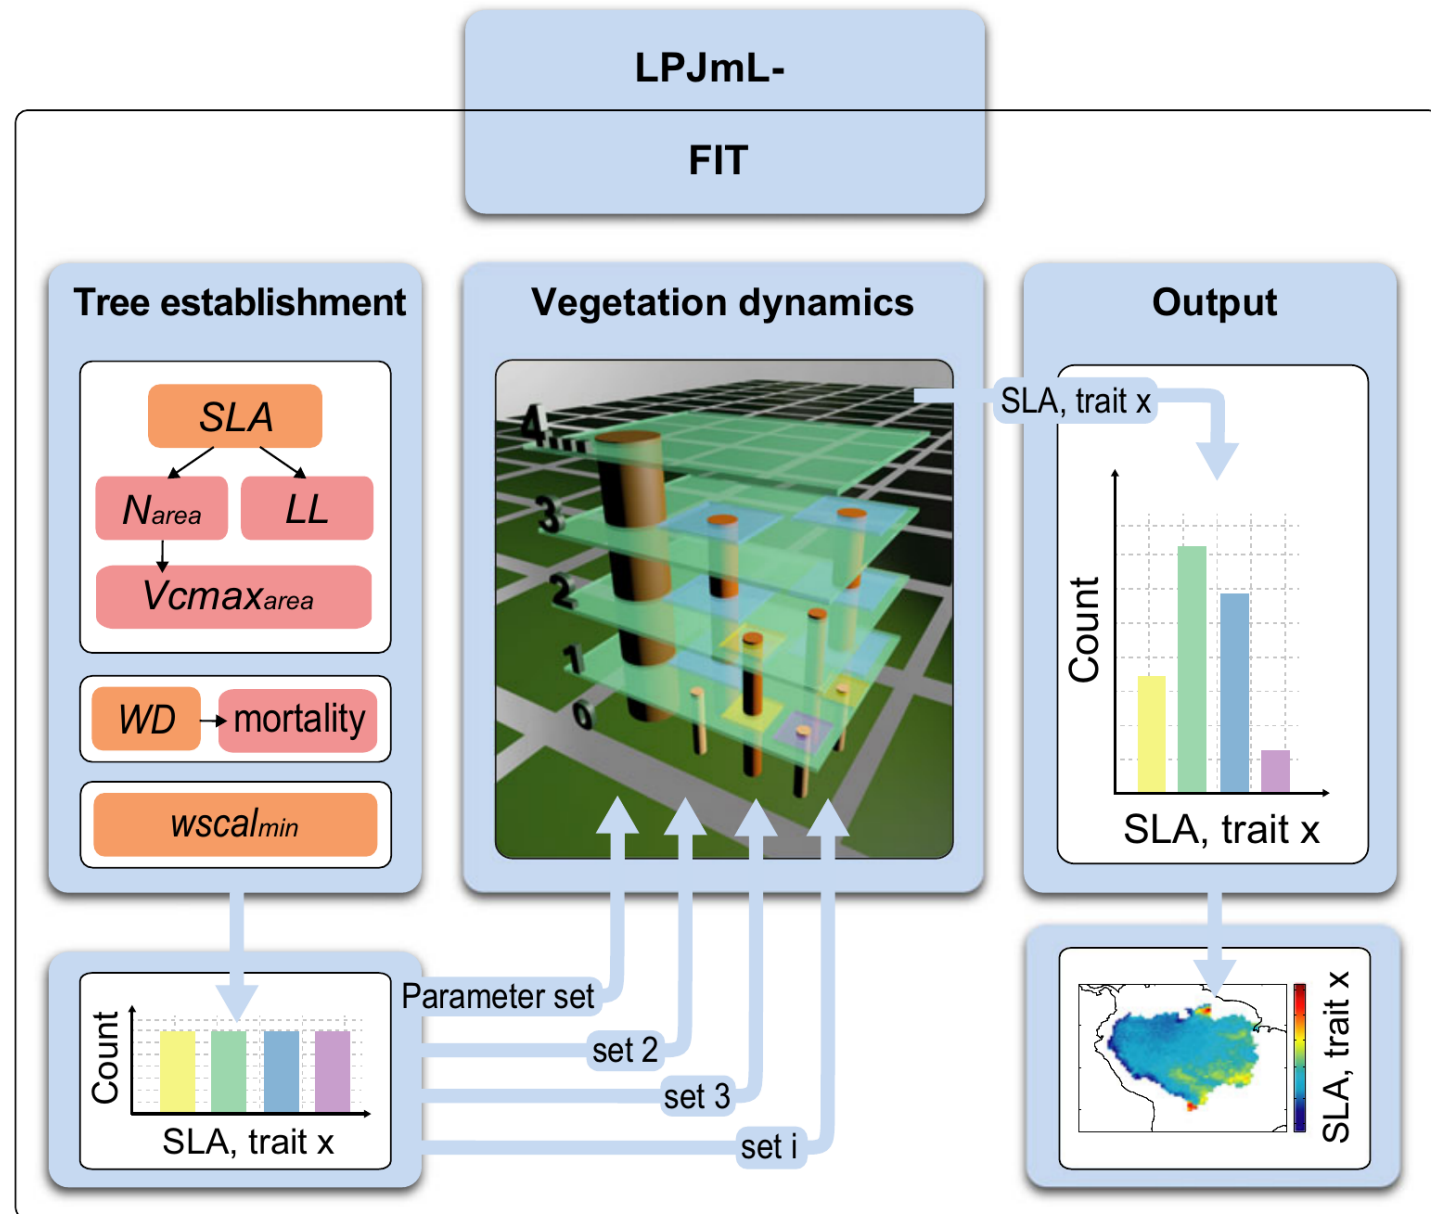 LPJmL-
FIT
Tree establishment
SLA
Narea
LL
Vcmaxarea
WD
mortality
wscalmin
Count
SLA, trait x
Vegetation dynamics
4
3
2
1
0
Parameter set
set 2
set 3
set i
Output
SLA, trait x
Count
SLA, trait x
SLA, trait x